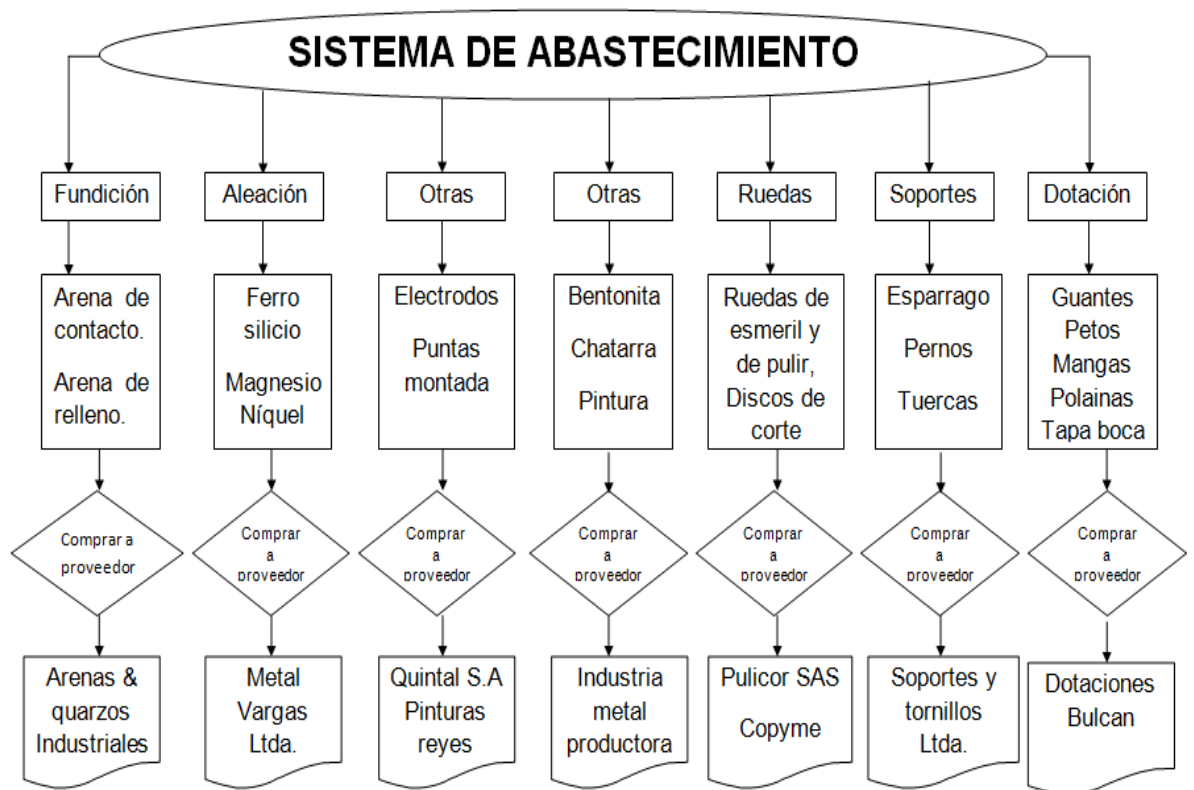 SISTEMA DE ABASTECIMIENTO
Fundición
Aleación
Otras
Otras
Ruedas
Soportes
Dotación
Arena de
contacto.
Arena de
relleno.
Ferro
silicio
Magnesio
Níquel
Electrodos
Puntas
montada
Bentonita
Chatarra
Pintura
Ruedas de
esmeril y
de pulir,
Discos de
corte
Esparrago
Pernos
Tuercas
Guantes
Petos
Mangas
Polainas
Tapa boca
Comprar a
proveedor
Comprar
a
proveedor
Comprar
a
proveedor
Comprar
a
proveedor
Comprar
a
proveedor
Comprar
a
proveedor
Comprar
a
proveedor
Arenas &
quarzos
Industriales
Metal
Vargas
Ltda.
Quintal S.A
Pinturas
reyes
Industria
metal
productora
Pulicor SAS
Copyme
Soportes y
tornillos
Ltda.
Dotaciones
Bulcan